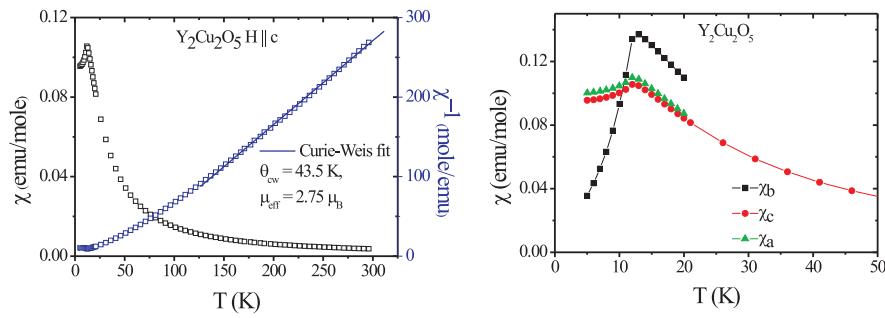 Y₂Cu₂O₅ H || c
χ (emu/mole)
0.12
0.08
0.04
0.00
0
50
100
150
200
250
300
T (K)
300
200
100
0
χ⁻¹ (mole/emu)
Curie-Weis fit
θcw = 43.5 K,
μeff = 2.75 μB
Y₂Cu₂O₅
χ (emu/mole)
0.12
0.08
0.04
0.0
0
10
20
30
40
50
T (K)
χb
χc
χa